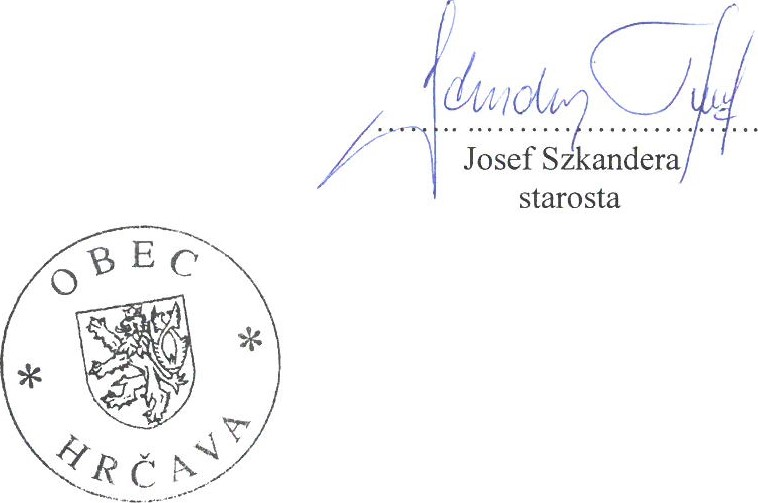 Josef Szkandera
starosta
OBEC
HRČAVA